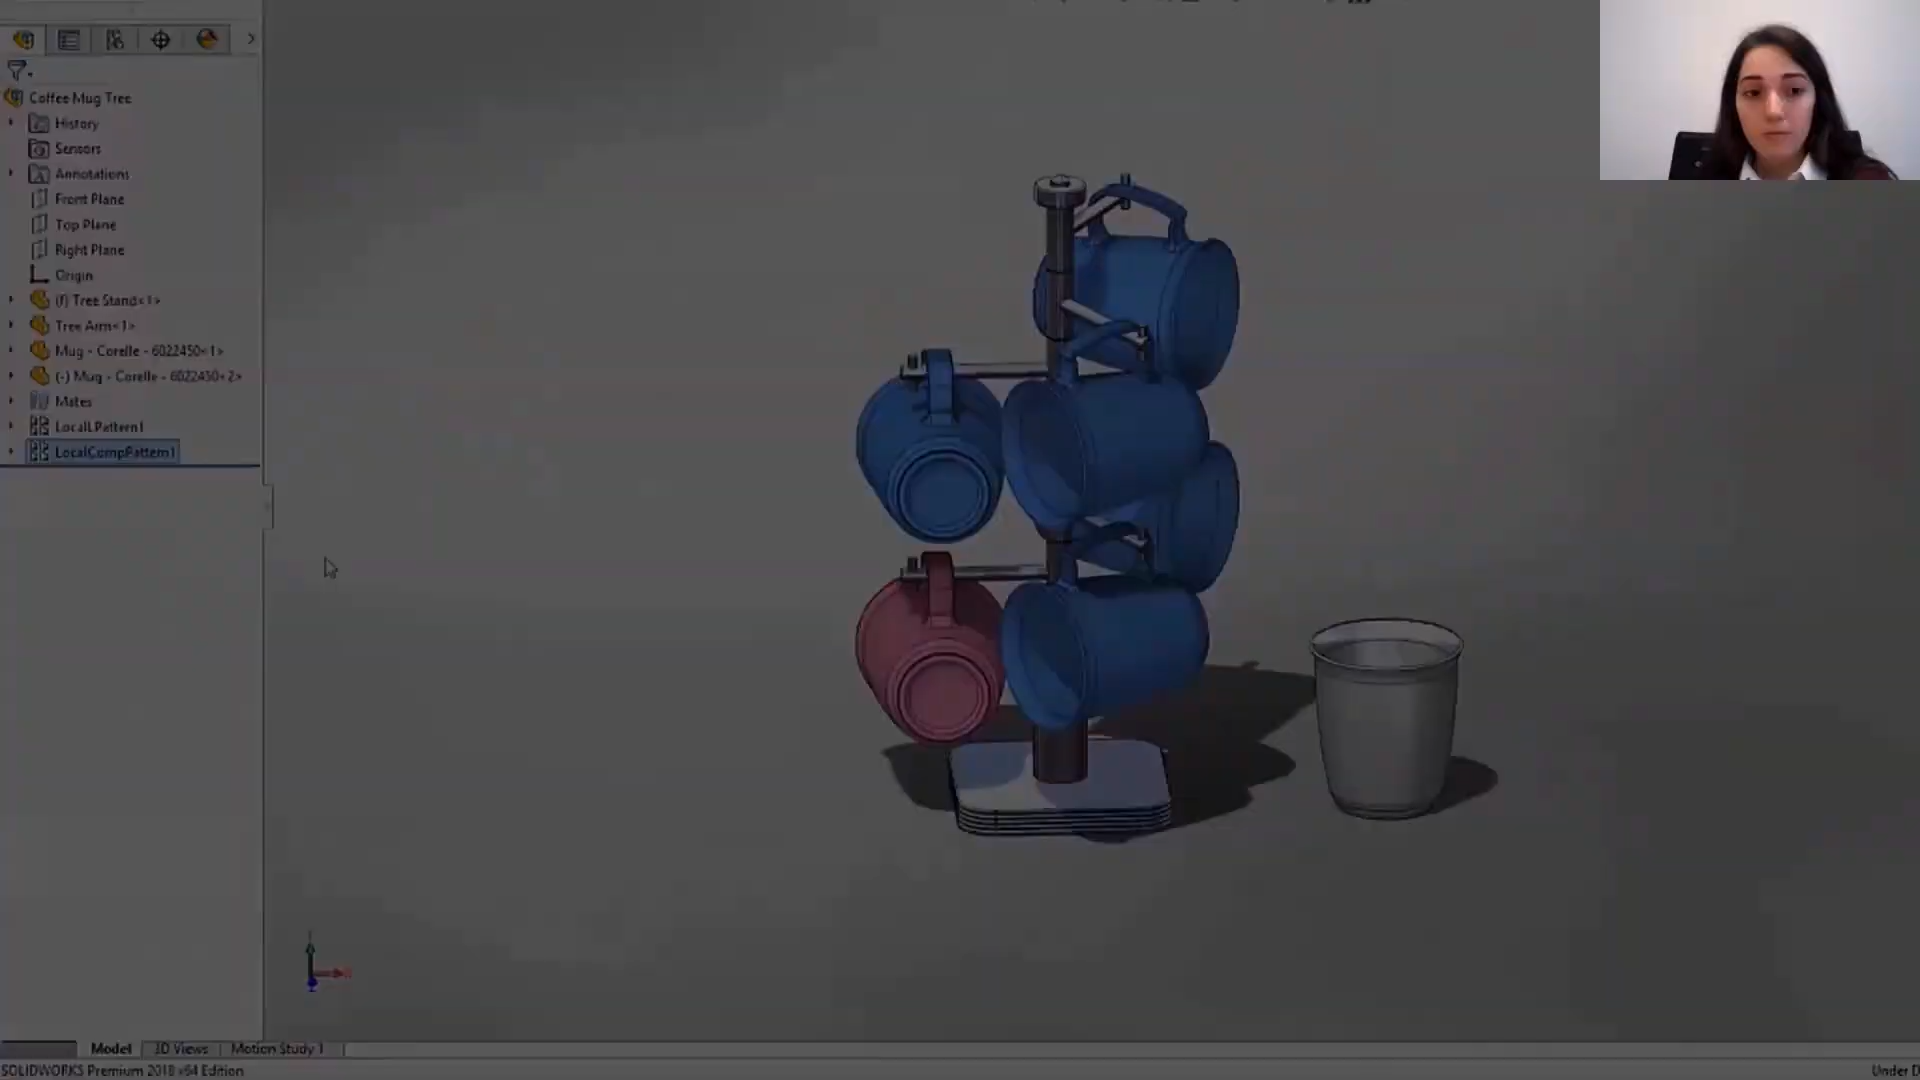 Coffee Mug Tree
History
Sensors
Annotations
Front Plane
Top Plane
Right Plane
Origin
(f) Tree Stand<1>
Tree Arm<1>
Mug - Corelle - 6022450<1>
(-) Mug - Corelle - 6022450<2>
Mates
LocalLPattern1
LocalCompPattern1
Model 3D Views Motion Study 1
SOLIDWORKS Premium 2018 x64 Edition
Under D